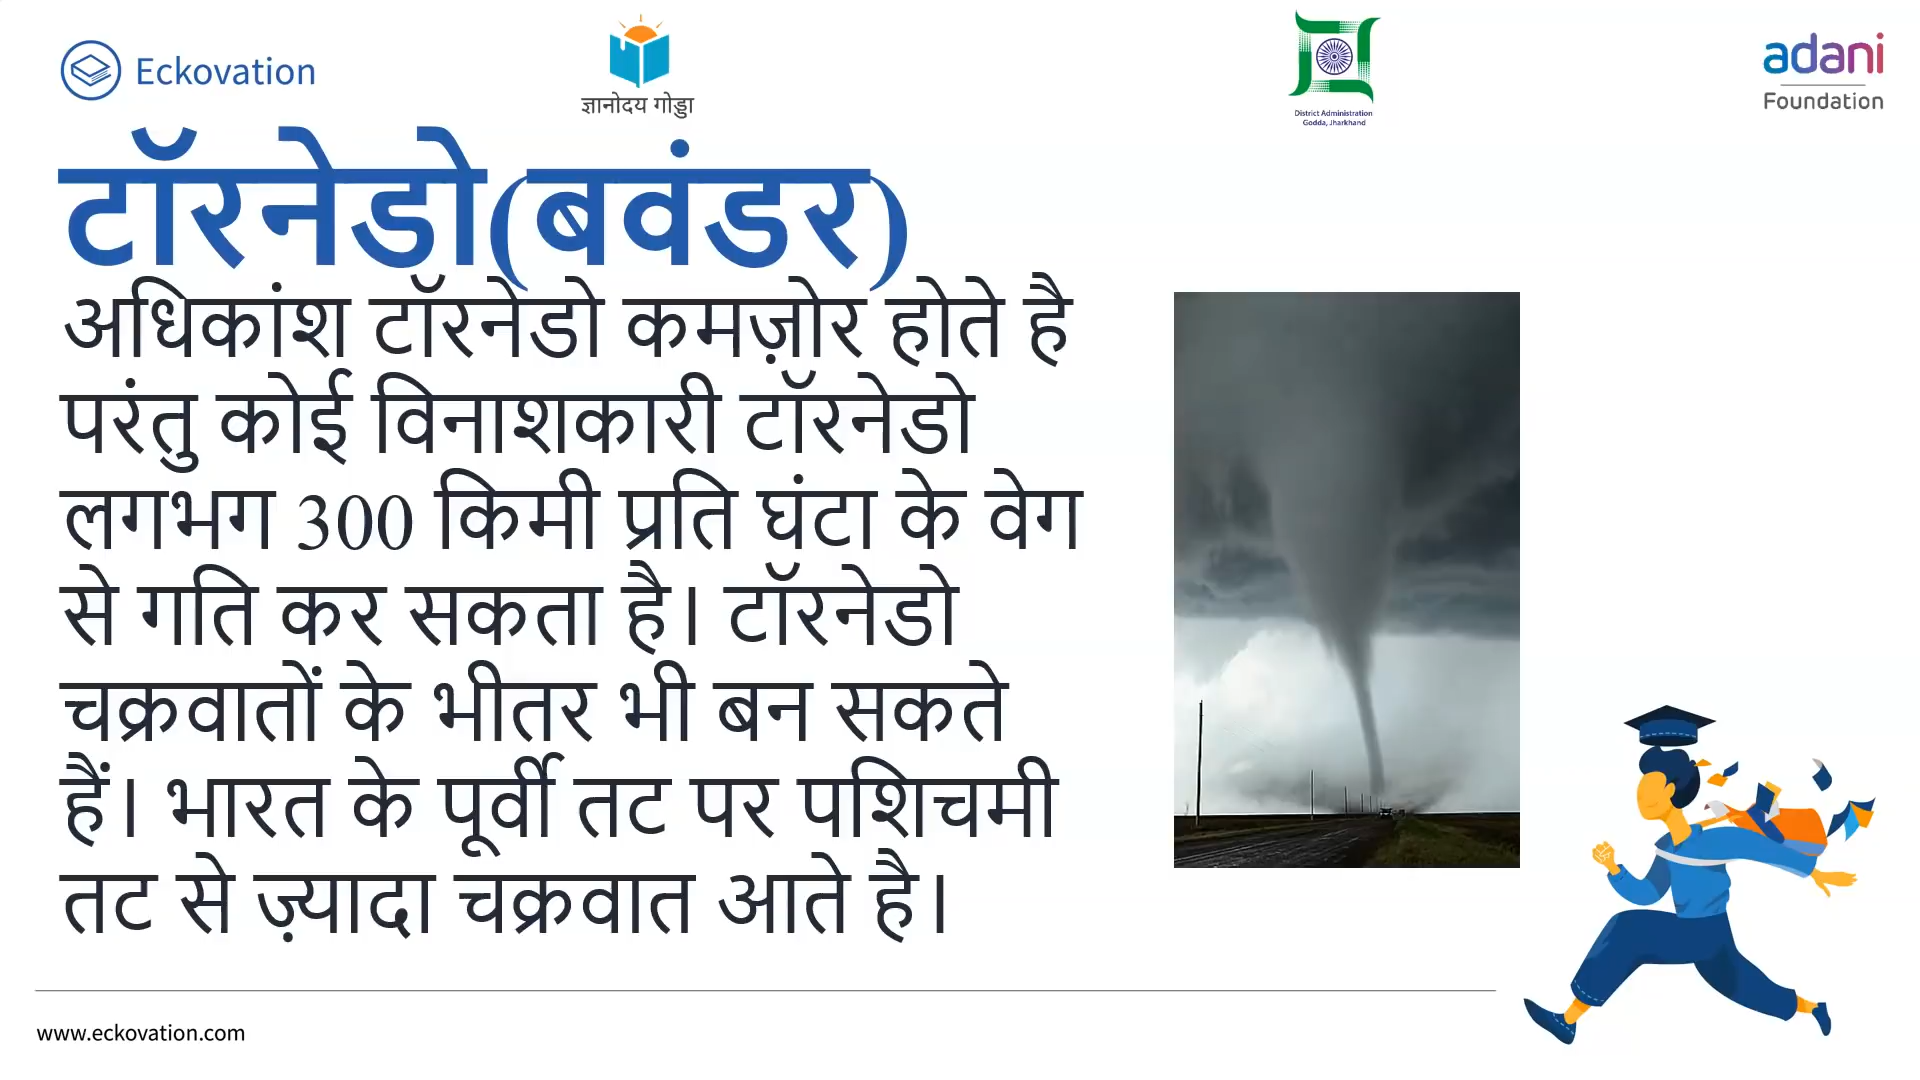 Eckovation
ज्ञानोदय गोड्डा
District Administration
Godda, Jharkhand
adani
Foundation
टॉरनेडो(बवंडर)
अधिकांश टॉरनेडो कमज़ोर होते है
परंतु कोई विनाशकारी टॉरनेडो
लगभग 300 किमी प्रति घंटा के वेग
से गति कर सकता है। टॉरनेडो
चक्रवातों के भीतर भी बन सकते
हैं। भारत के पूर्वी तट पर पशिचमी
तट से ज़्यादा चक्रवात आते है।
www.eckovation.com